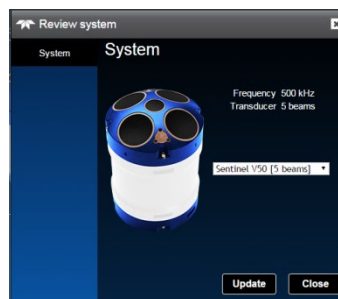 Review system
System
System
Frequency 500 kHz
Transducer 5 beams
Sentinel V50 [5 beams]
Update
Close